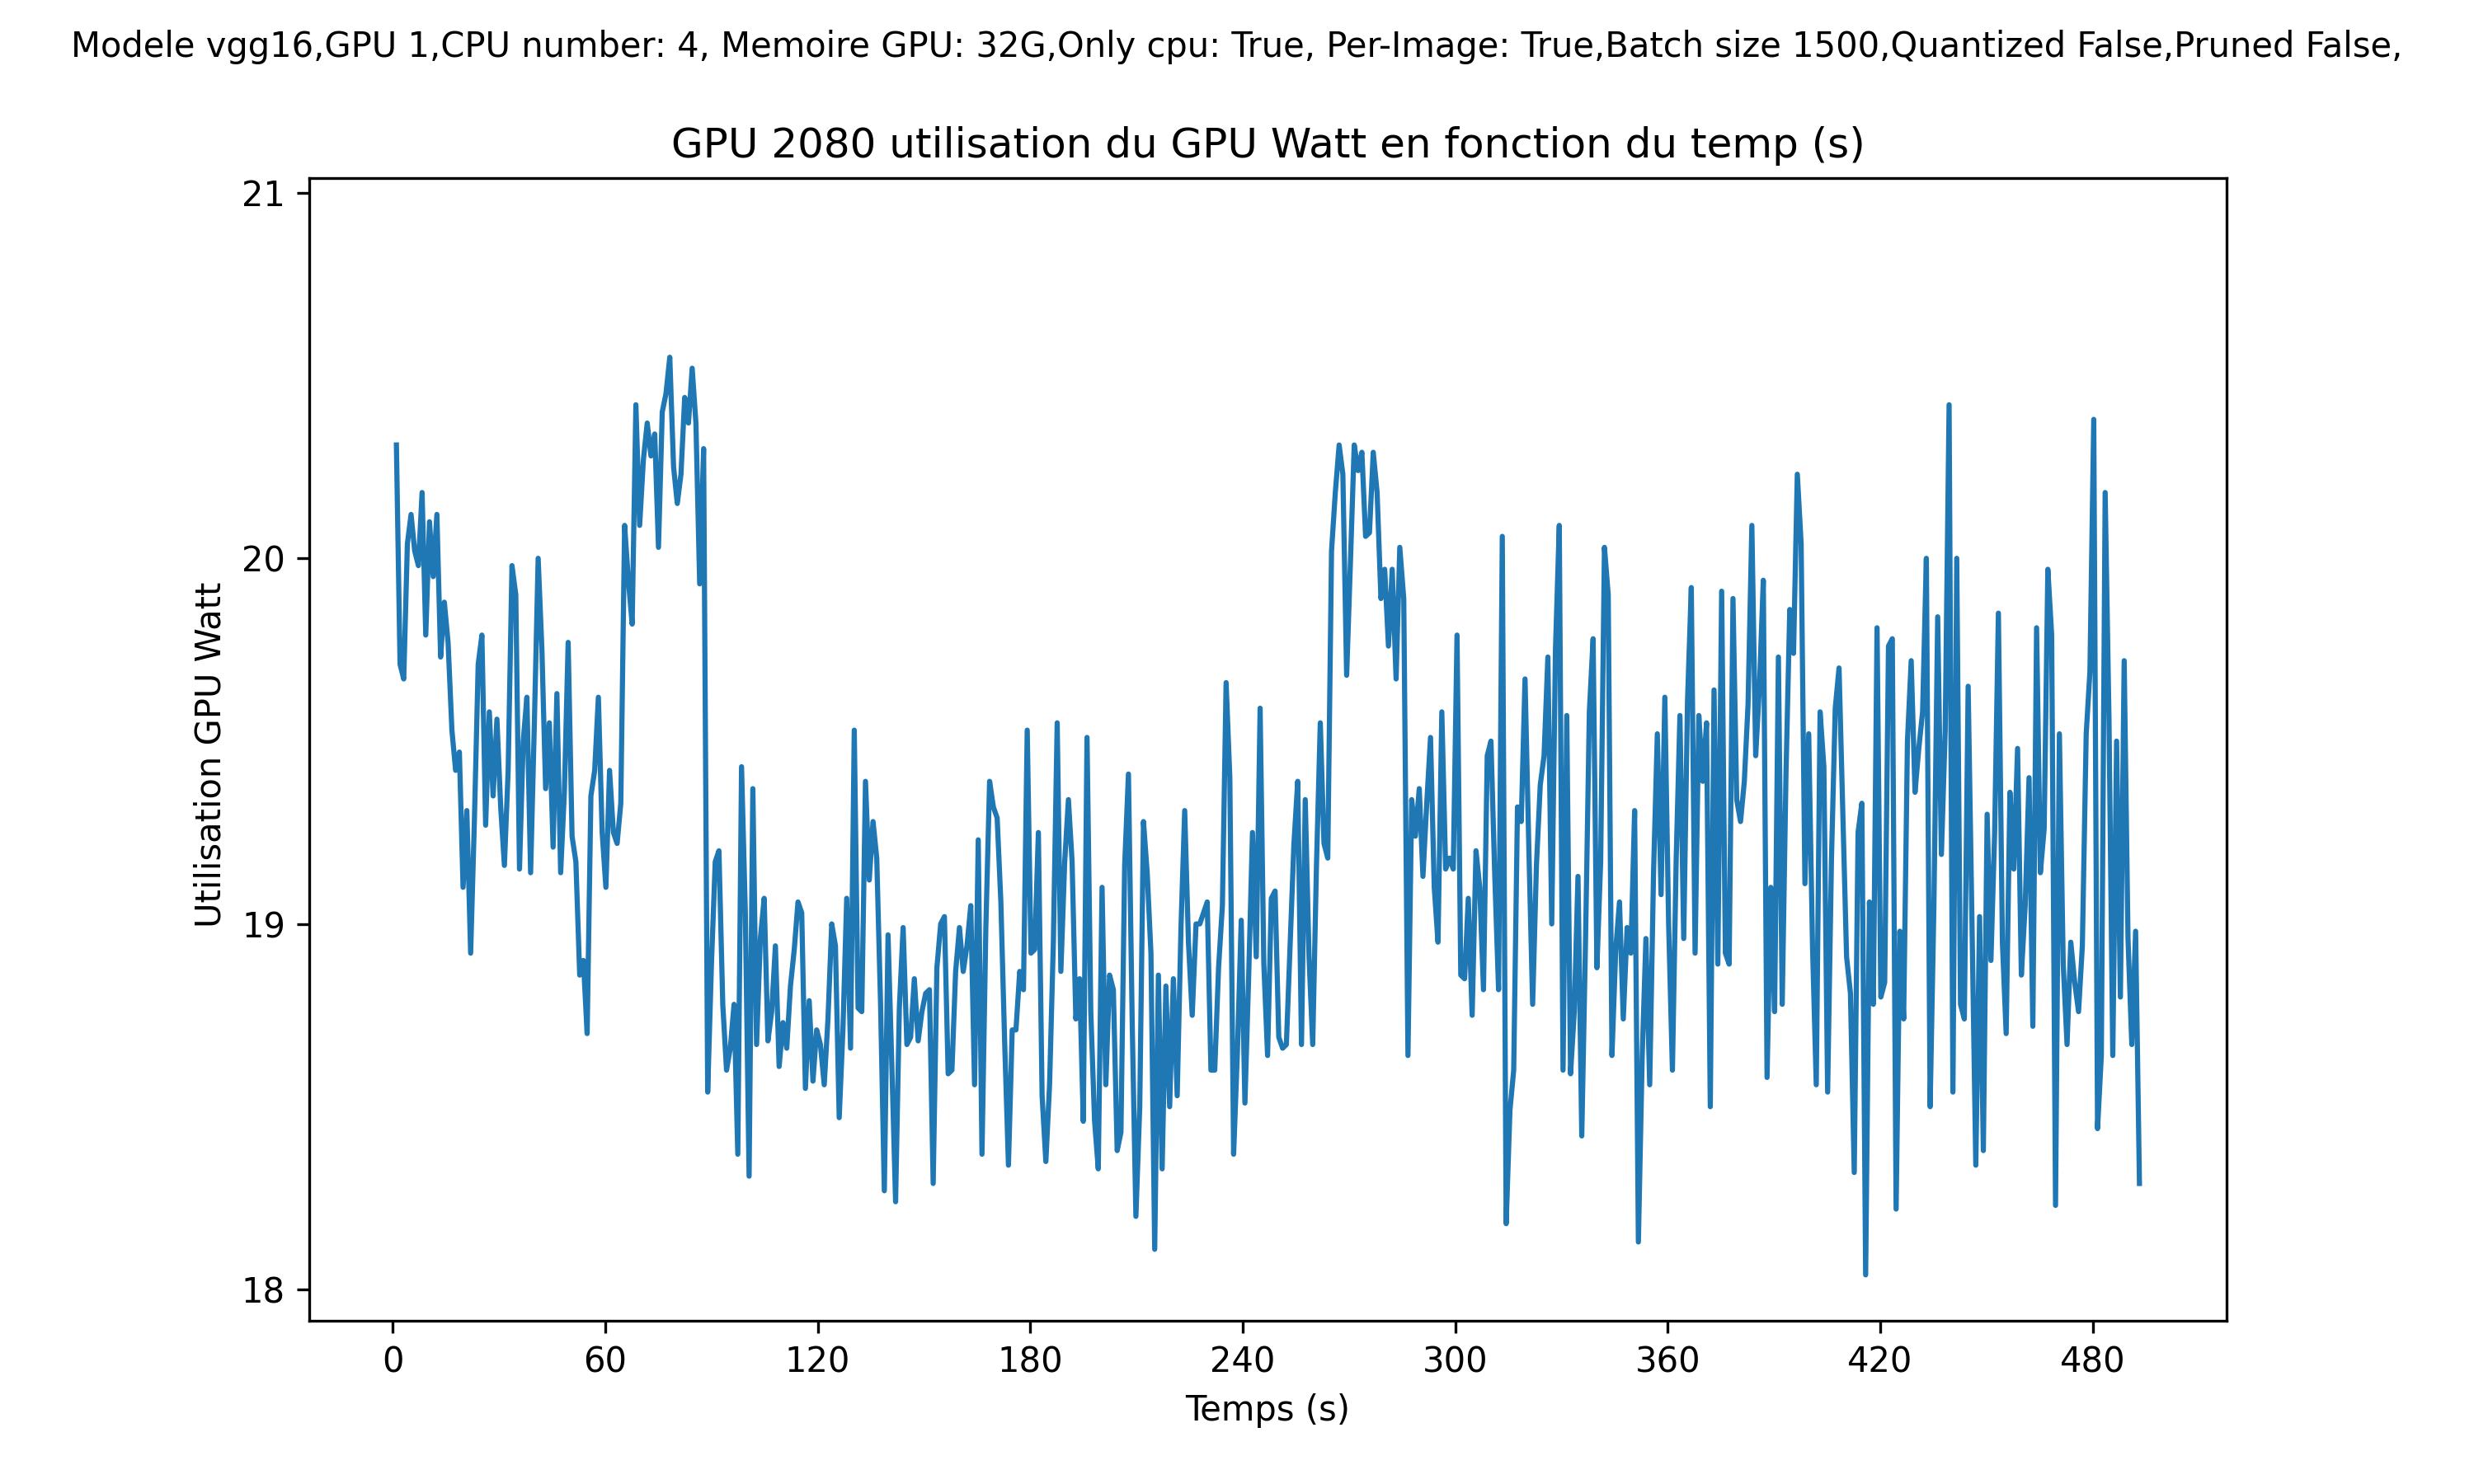 Modele vgg16,GPU 1,CPU number: 4, Memoire GPU: 32G,Only cpu: True, Per-Image: True,Batch size 1500,Quantized False,Pruned False,
GPU 2080 utilisation du GPU Watt en fonction du temp (s)
Utilisation GPU Watt
21
20
19
18
0 60 120 180 240 300 360 420 480
Temps (s)